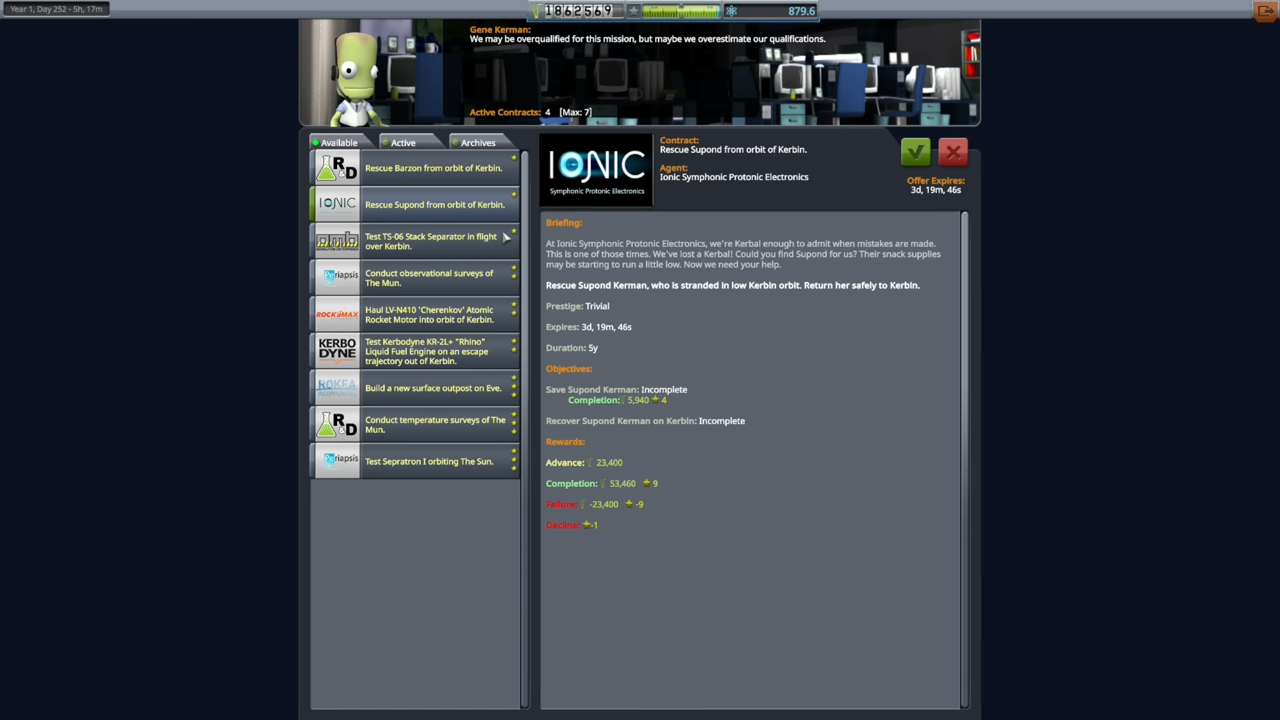 Year 1, Day 252 - 5h, 17m
1862569
879.6
Gene Kerman:
We may be overqualified for this mission, but maybe we overestimate our qualifications.
Active Contracts: 4 [Max: 7]
Available
Active
Archives
R&D
Rescue Barzon from orbit of Kerbin.
IONIC
Rescue Supond from orbit of Kerbin.
Test TS-06 Stack Separator in flight
over Kerbin.
Periapsis
Conduct observational surveys of
The Mun.
ROCKOMAX
Haul LV-N410 'Cherenkov' Atomic
Rocket Motor into orbit of Kerbin.
KERBO
DYNE
Test Kerbodyne KR-2L+ "Rhino"
Liquid Fuel Engine on an escape
trajectory out of Kerbin.
ROKEA
Build a new surface outpost on Eve.
R&D
Conduct temperature surveys of The
Mun.
Periapsis
Test Sepratron I orbiting The Sun.
IONIC
Symphonic Protonic Electronics
Contract:
Rescue Supond from orbit of Kerbin.
Agent:
Ionic Symphonic Protonic Electronics
Offer Expires:
3d, 19m, 46s
Briefing:
At Ionic Symphonic Protonic Electronics, we're Kerbal enough to admit when mistakes are made.
This is one of those times. We've lost a Kerbal! Could you find Supond for us? Their snack supplies
may be starting to run a little low. Now we need your help.
Rescue Supond Kerman, who is stranded in low Kerbin orbit. Return her safely to Kerbin.
Prestige: Trivial
Expires: 3d, 19m, 46s
Duration: 5y
Objectives:
Save Supond Kerman: Incomplete
Completion: 5,940 4
Recover Supond Kerman on Kerbin: Incomplete
Rewards:
Advance: 23,400
Completion: 53,460 9
Failure: -23,400 -9
Decline: -1